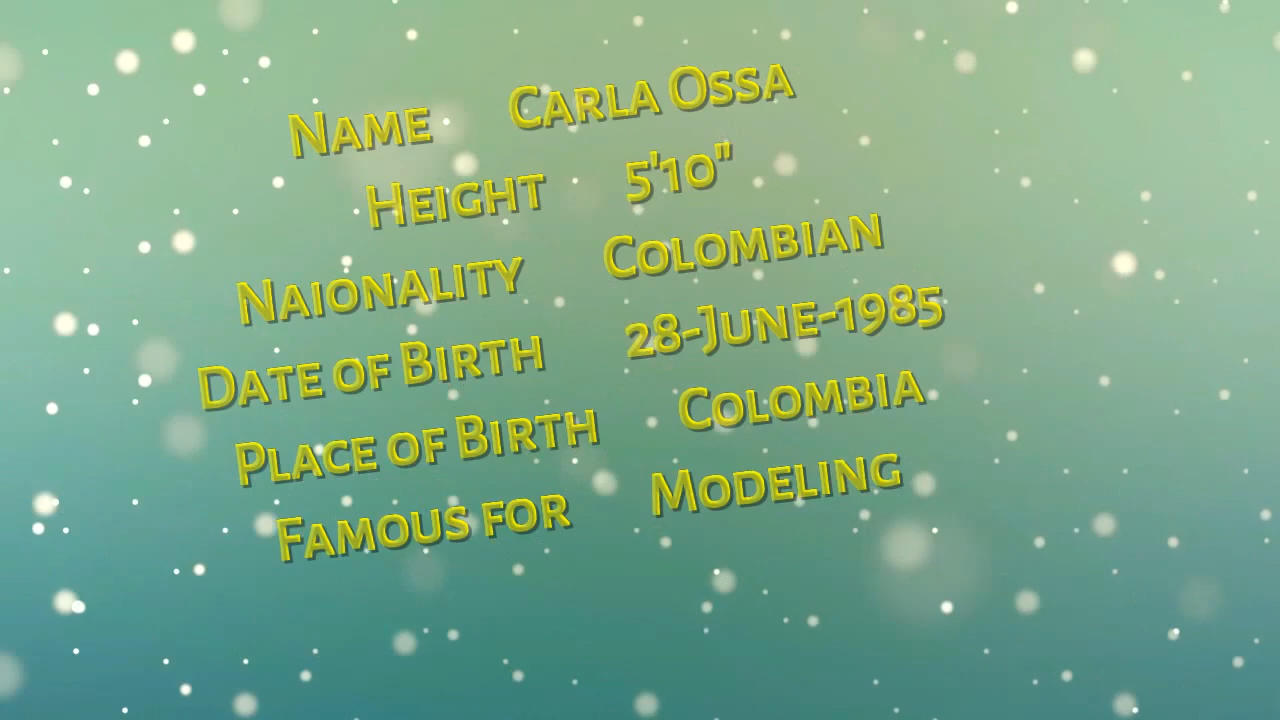 Name Carla Ossa
Height 5'10"
Naionality Colombian
Date of Birth 28-June-1985
Place of Birth Colombia
Famous for Modeling